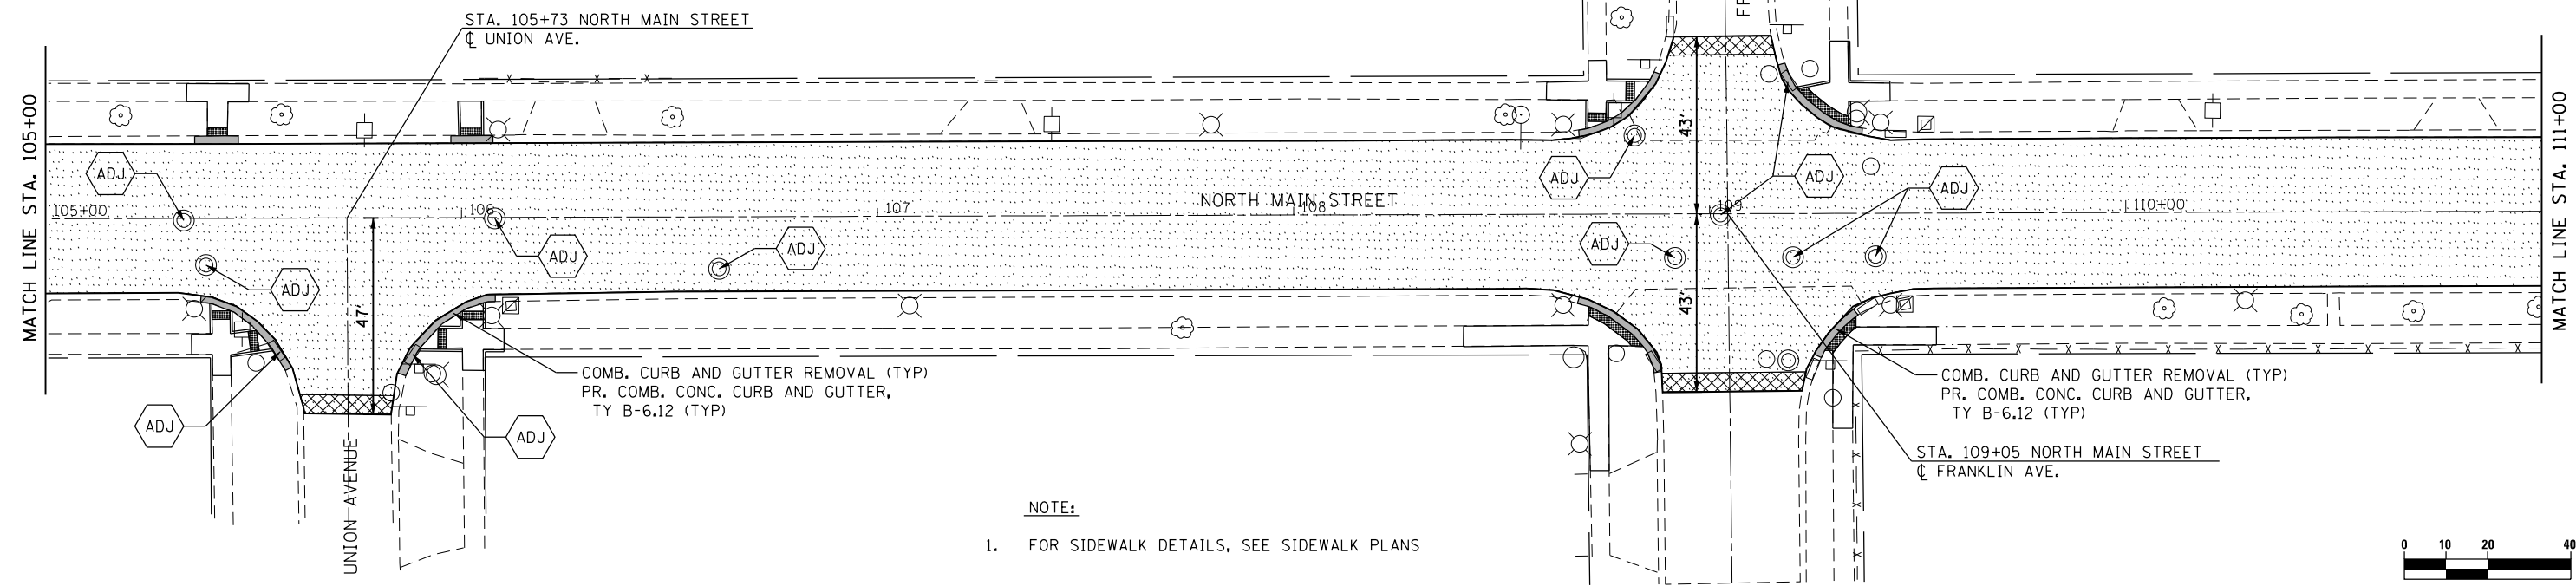 STA. 105+73 NORTH MAIN STREET
℄ UNION AVE.
MATCH LINE STA. 105+00
MATCH LINE STA. 111+00
43'
ADJ
ADJ
ADJ
ADJ
NORTH MAIN STREET
105+00
106
107
108
109
110+00
ADJ
ADJ
ADJ
ADJ
47'
43'
COMB. CURB AND GUTTER REMOVAL (TYP)
PR. COMB. CONC. CURB AND GUTTER,
TY B-6.12 (TYP)
COMB. CURB AND GUTTER REMOVAL (TYP)
PR. COMB. CONC. CURB AND GUTTER,
TY B-6.12 (TYP)
ADJ
ADJ
UNION AVENUE
STA. 109+05 NORTH MAIN STREET
℄ FRANKLIN AVE.
NOTE:
1. FOR SIDEWALK DETAILS, SEE SIDEWALK PLANS
0 10 20 40